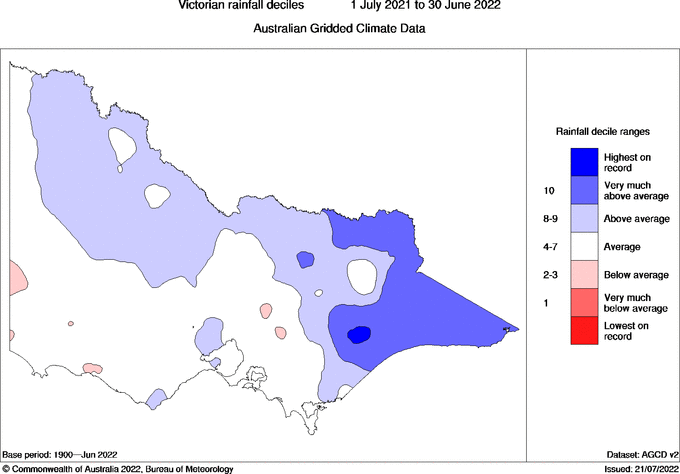 Victorian rainfall deciles 1 July 2021 to 30 June 2022
Australian Gridded Climate Data
Rainfall decile ranges
Highest on
record
10 Very much
above average
8-9 Above average
4-7 Average
2-3 Below average
1 Very much
below average
Lowest on
record
Base period: 1900—Jun 2022
Dataset: AGCD v2
© Commonwealth of Australia 2022, Bureau of Meteorology
Issued: 21/07/2022